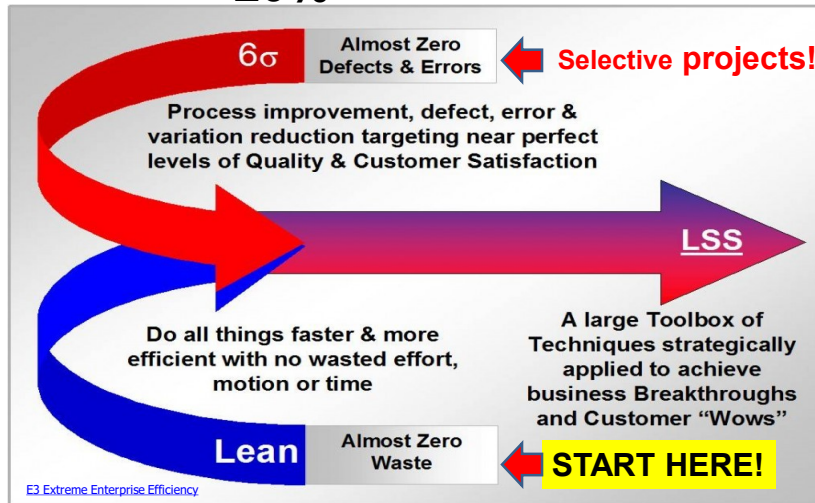 6σ
Almost Zero
Defects & Errors
Selective projects!
Process improvement, defect, error &
variation reduction targeting near perfect
levels of Quality & Customer Satisfaction
LSS
Do all things faster & more
efficient with no wasted effort,
motion or time
A large Toolbox of
Techniques strategically
applied to achieve
business Breakthroughs
and Customer “Wows”
Lean
Almost Zero
Waste
START HERE!
E3 Extreme Enterprise Efficiency